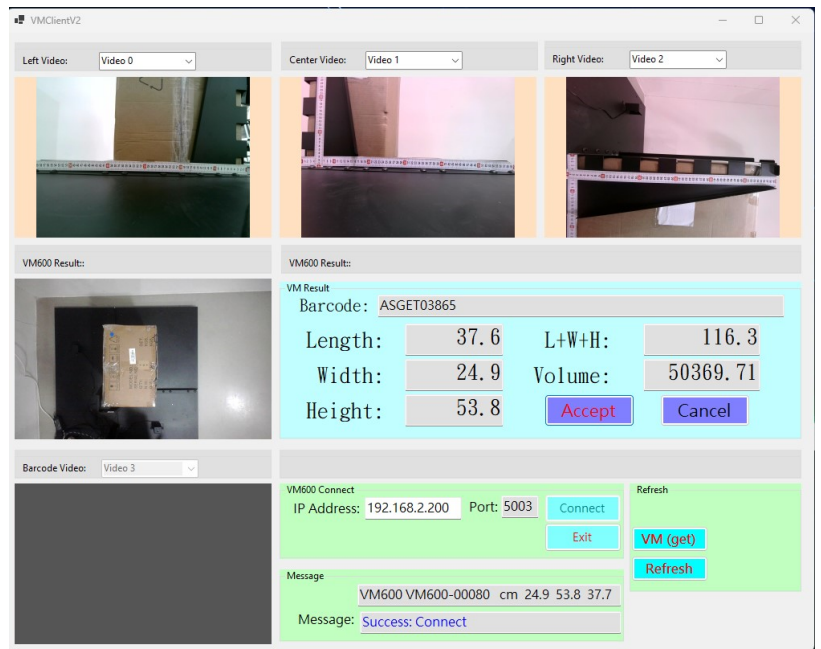 VMClientV2
Left Video: Video 0
Center Video: Video 1
Right Video: Video 2
VM600 Result::
VM600 Result::
VM Result
Barcode: ASGET03865
Length: 37.6 L+W+H: 116.3
Width: 24.9 Volume: 50369.71
Height: 53.8 Accept Cancel
Barcode Video: Video 3
VM600 Connect
IP Address: 192.168.2.200 Port: 5003 Connect
Exit
Refresh
VM (get)
Refresh
Message
VM600 VM600-00080 cm 24.9 53.8 37.7
Message: Success: Connect